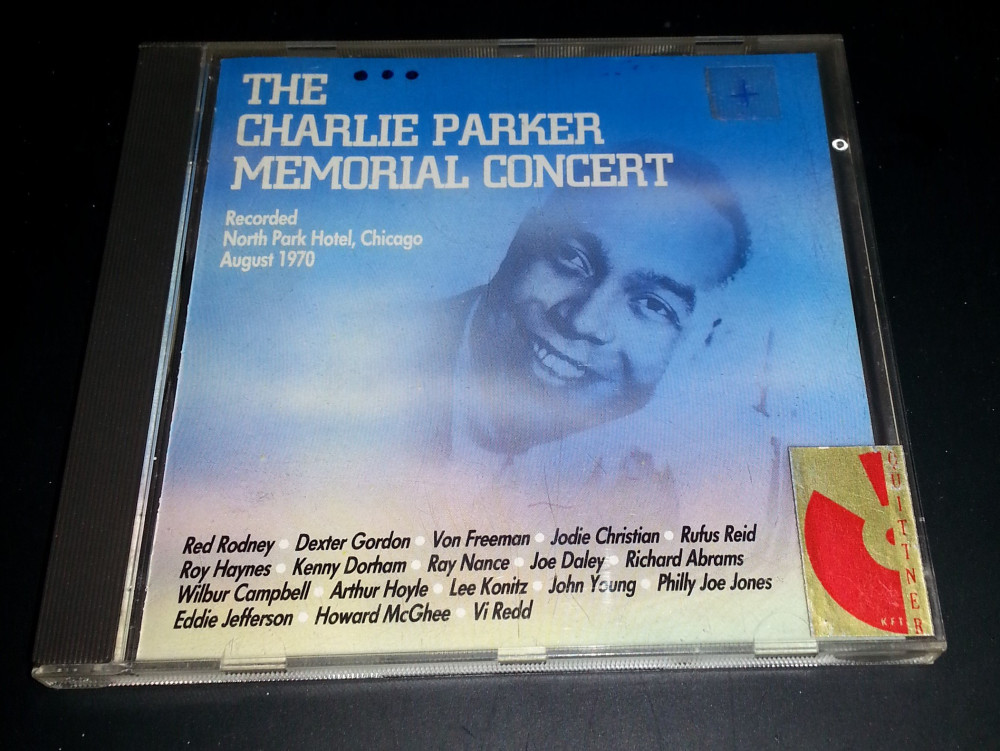 THE
CHARLIE PARKER
MEMORIAL CONCERT
Recorded
North Park Hotel, Chicago
August 1970
Red Rodney • Dexter Gordon • Von Freeman • Jodie Christian • Rufus Reid
Roy Haynes • Kenny Dorham • Ray Nance • Joe Daley • Richard Abrams
Wilbur Campbell • Arthur Hoyle • Lee Konitz • John Young • Philly Joe Jones
Eddie Jefferson • Howard McGhee • Vi Redd
QUITTNER
KFT